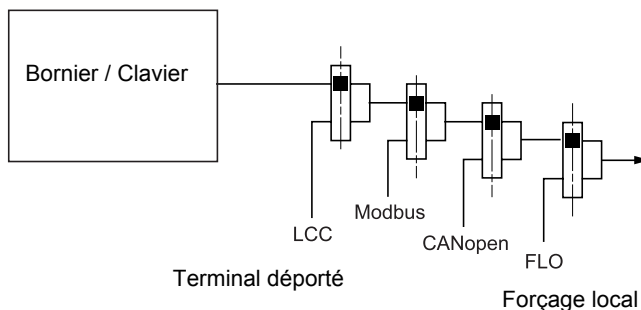 Bornier / Clavier
LCC
Modbus
CANopen
FLO
Terminal déporté
Forçage local